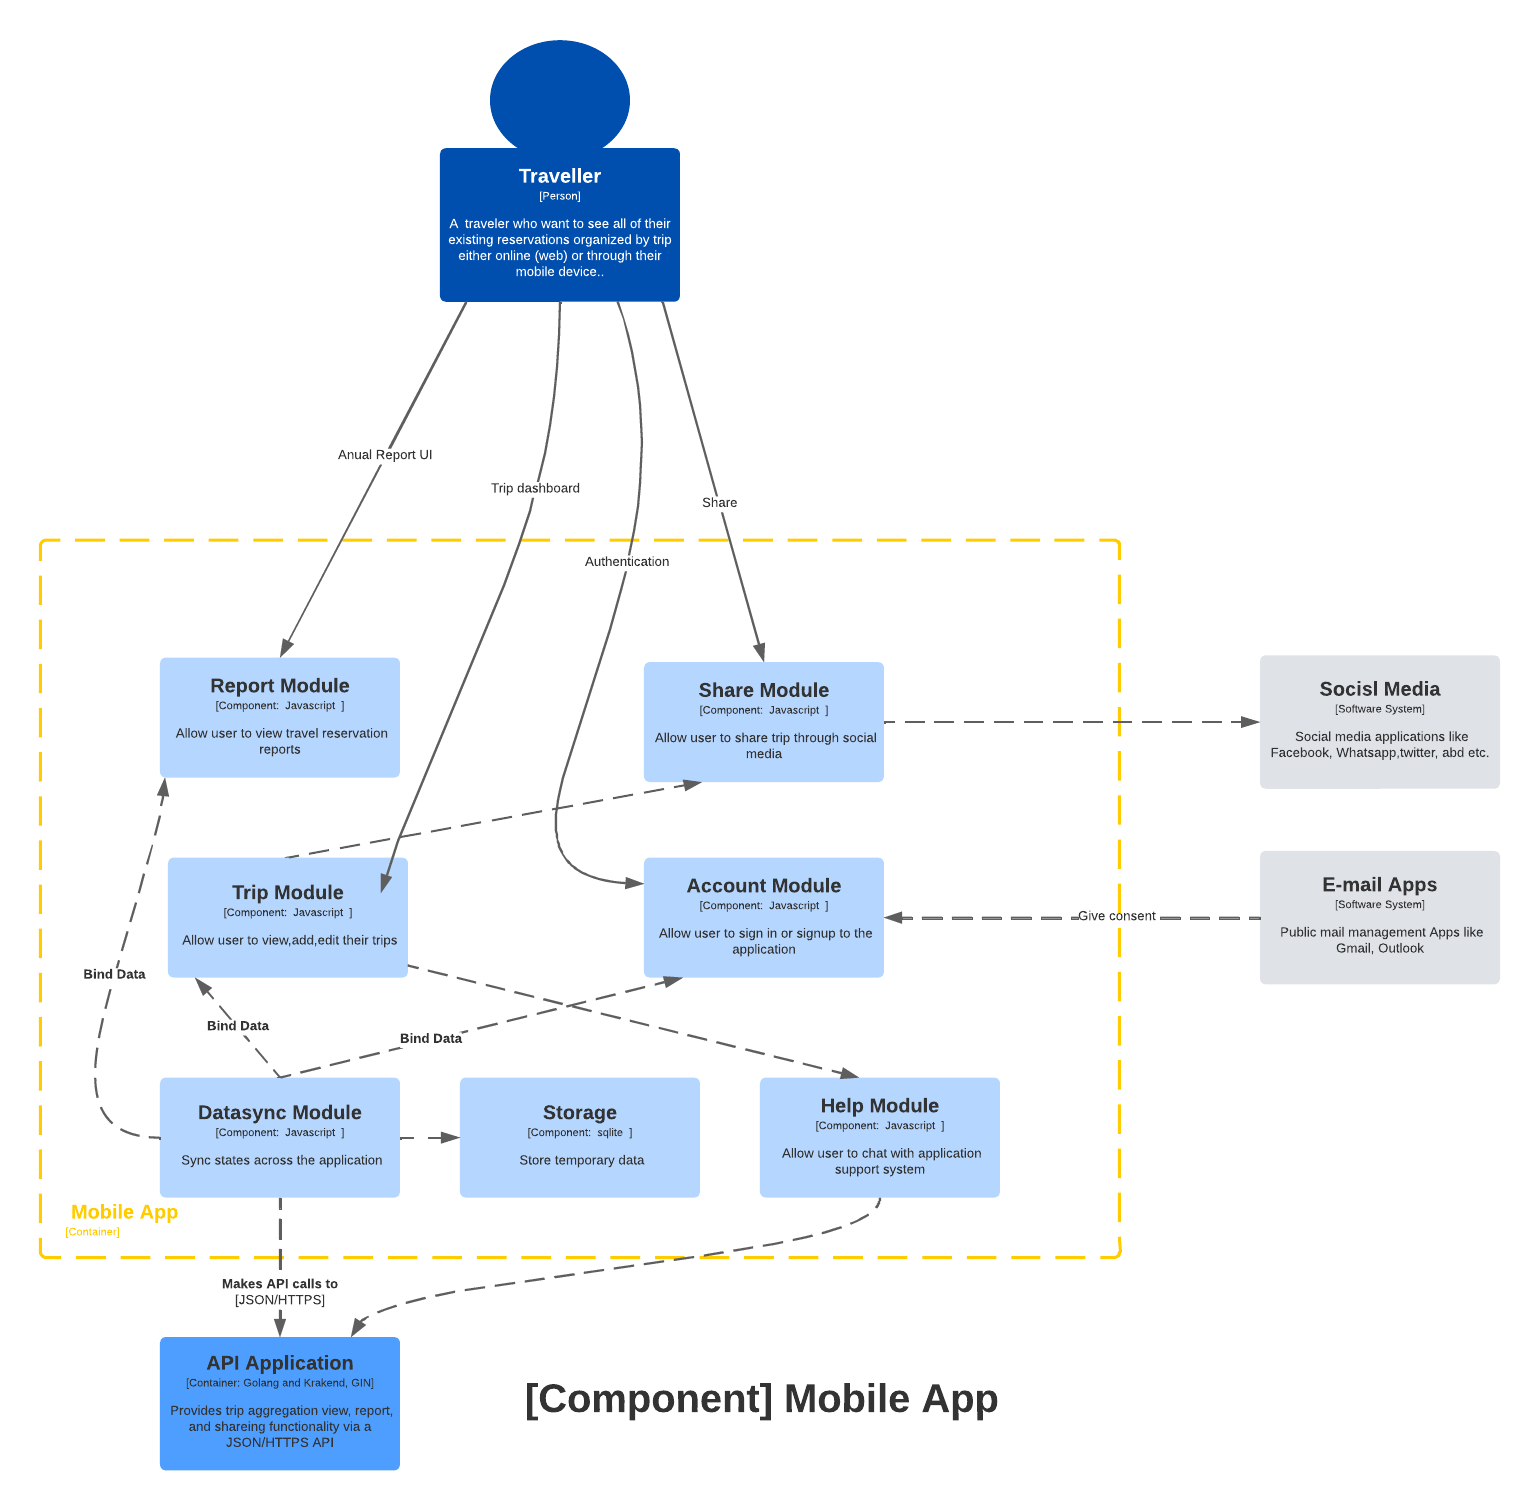 Traveller
[Person]
A  traveler who want to see all of their
existing reservations organized by trip
either online (web) or through their
mobile device..
Anual Report UI
Trip dashboard
Share
Authentication
Report Module
[Component:  Javascript  ]
Allow user to view travel reservation
reports
Share Module
[Component:  Javascript  ]
Allow user to share trip through social
media
Socisl Media
[Software System]
Social media applications like
Facebook, Whatsapp,twitter, abd etc.
Trip Module
[Component:  Javascript  ]
Allow user to view,add,edit their trips
Account Module
[Component:  Javascript  ]
Allow user to sign in or signup to the
application
Give consent
E-mail Apps
[Software System]
Public mail management Apps like
Gmail, Outlook
Bind Data
Bind Data
Bind Data
Datasync Module
[Component:  Javascript  ]
Sync states across the application
Storage
[Component:  sqlite  ]
Store temporary data
Help Module
[Component:  Javascript  ]
Allow user to chat with application
support system
Mobile App
[Container]
Makes API calls to
[JSON/HTTPS]
API Application
[Container: Golang and Krakend, GIN]
Provides trip aggregation view, report,
and shareing functionality via a
JSON/HTTPS API
[Component] Mobile App